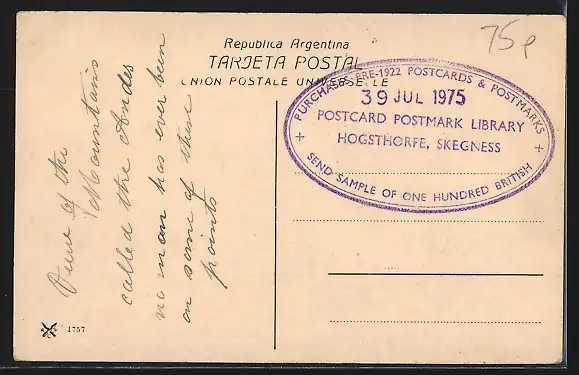 75p
Republica Argentina
TARJETA POSTAL
UNION POSTALE UNIVERSELLE
PURCHASE PRE-1922 POSTCARDS & POSTMARKS
39 JUL 1975
POSTCARD POSTMARK LIBRARY
HOGSTHORFE, SKEGNESS
SEND SAMPLE OF ONE HUNDRED BRITISH
View of the
Mountains
called the Andes
no man has ever been
on some of these
points
1757